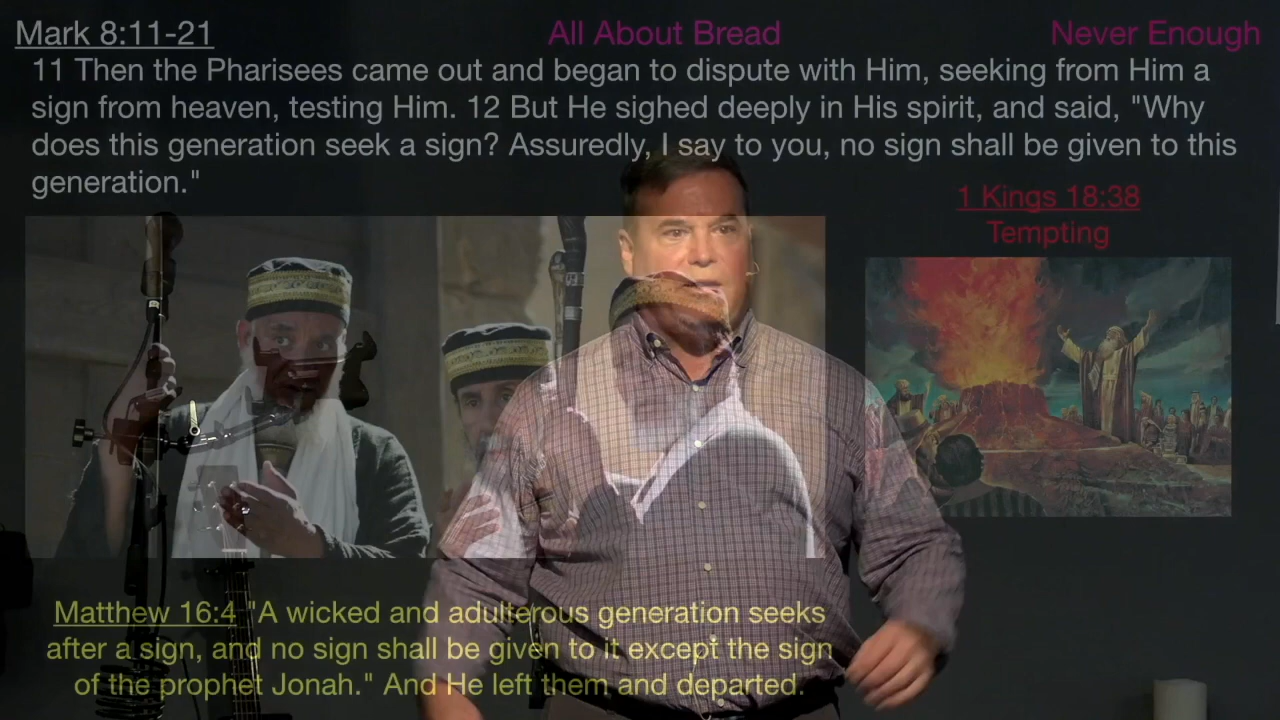 Mark 8:11-21 All About Bread Never Enough
11 Then the Pharisees came out and began to dispute with Him, seeking from Him a
sign from heaven, testing Him. 12 But He sighed deeply in His spirit, and said, "Why
does this generation seek a sign? Assuredly, I say to you, no sign shall be given to this
generation."
1 Kings 18:38
Tempting
Matthew 16:4 "A wicked and adulterous generation seeks
after a sign, and no sign shall be given to it except the sign
of the prophet Jonah." And He left them and departed.